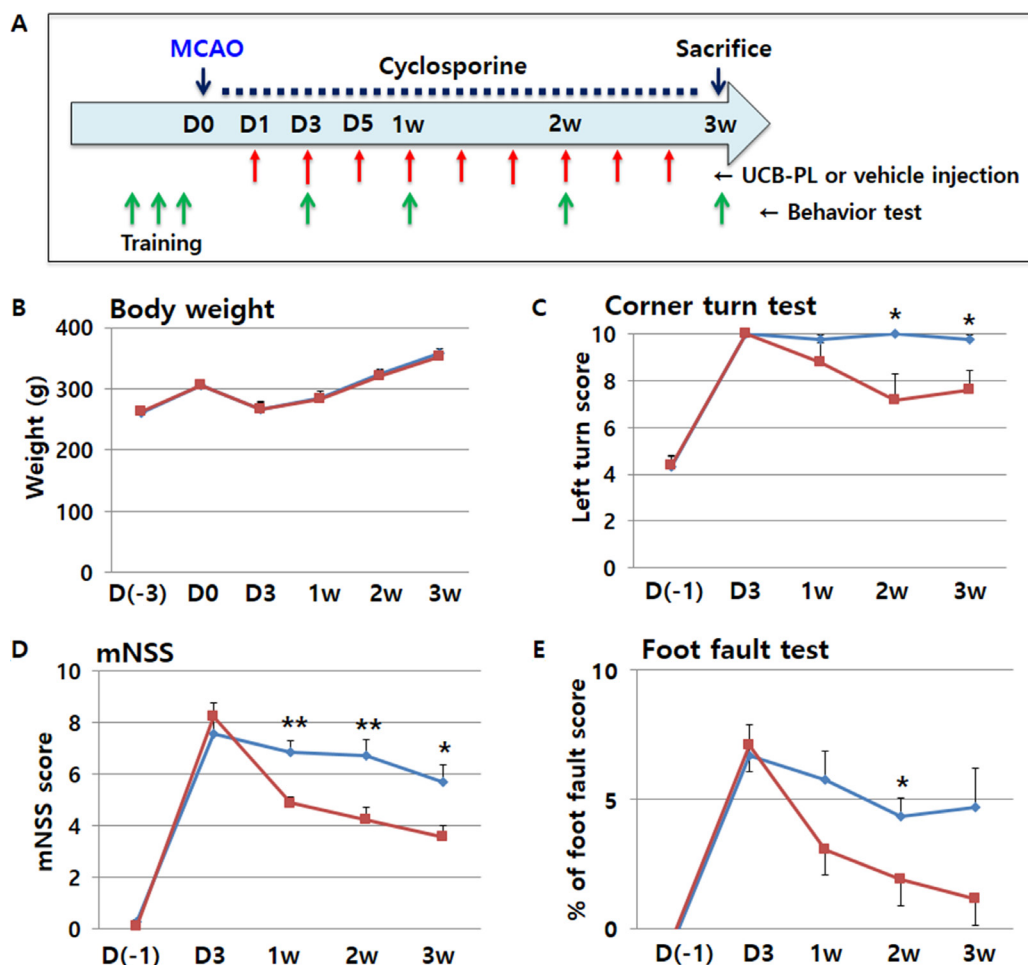 A
MCAO
Cyclosporine
Sacrifice
D0 D1 D3 D5 1w 2w 3w
← UCB-PL or vehicle injection
← Behavior test
Training
B Body weight
Weight (g)
400
300
200
100
0
D(-3) D0 D3 1w 2w 3w
C Corner turn test
Left turn score
* *
10
8
6
4
2
0
D(-1) D3 1w 2w 3w
D mNSS
mNSS score
** ** *
10
8
6
4
2
0
D(-1) D3 1w 2w 3w
E Foot fault test
% of foot fault score
*
10
5
0
D(-1) D3 1w 2w 3w